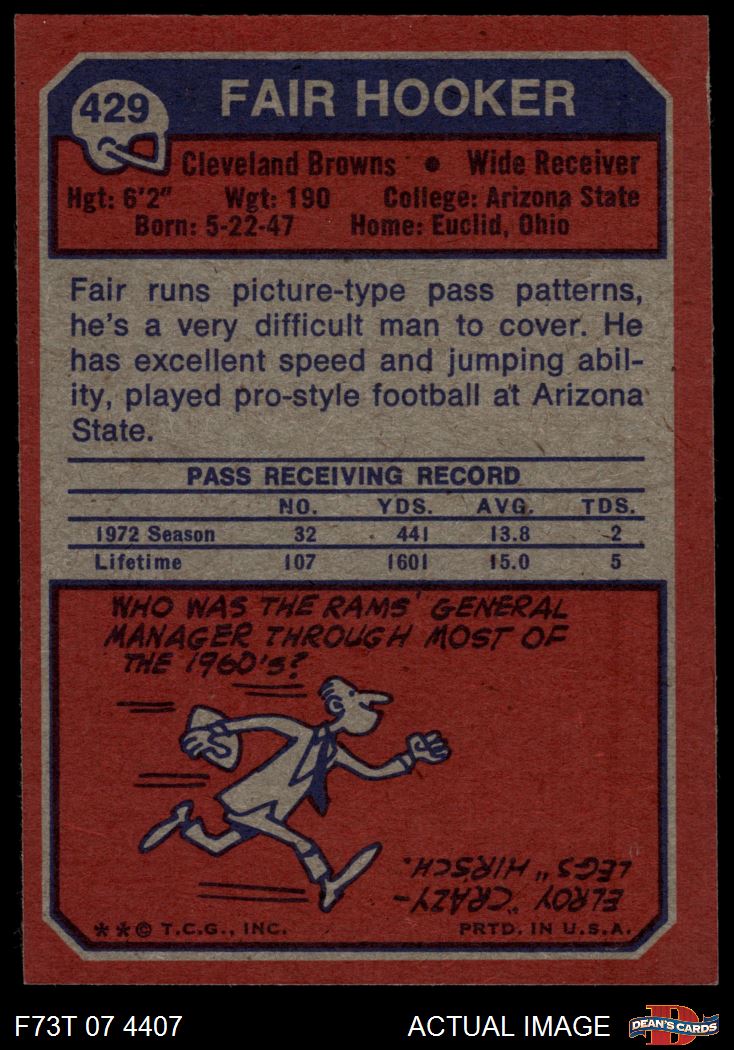 429
FAIR HOOKER
Cleveland Browns • Wide Receiver
Hgt: 6'2" Wgt: 190 College: Arizona State
Born: 5-22-47 Home: Euclid, Ohio
Fair runs picture-type pass patterns,
he's a very difficult man to cover. He
has excellent speed and jumping abil-
ity, played pro-style football at Arizona
State.
PASS RECEIVING RECORD
NO. YDS. AVG. TDS.
1972 Season 32 441 13.8 2
Lifetime 107 1601 15.0 5
WHO WAS THE RAMS' GENERAL
MANAGER THROUGH MOST OF
THE 1960'S?
ELROY "CRAZY-
LEGS" HIRSCH.
**© T.C.G., INC. PRTD. IN U.S.A.
F73T 07 4407 ACTUAL IMAGE
D
DEAN'S CARDS